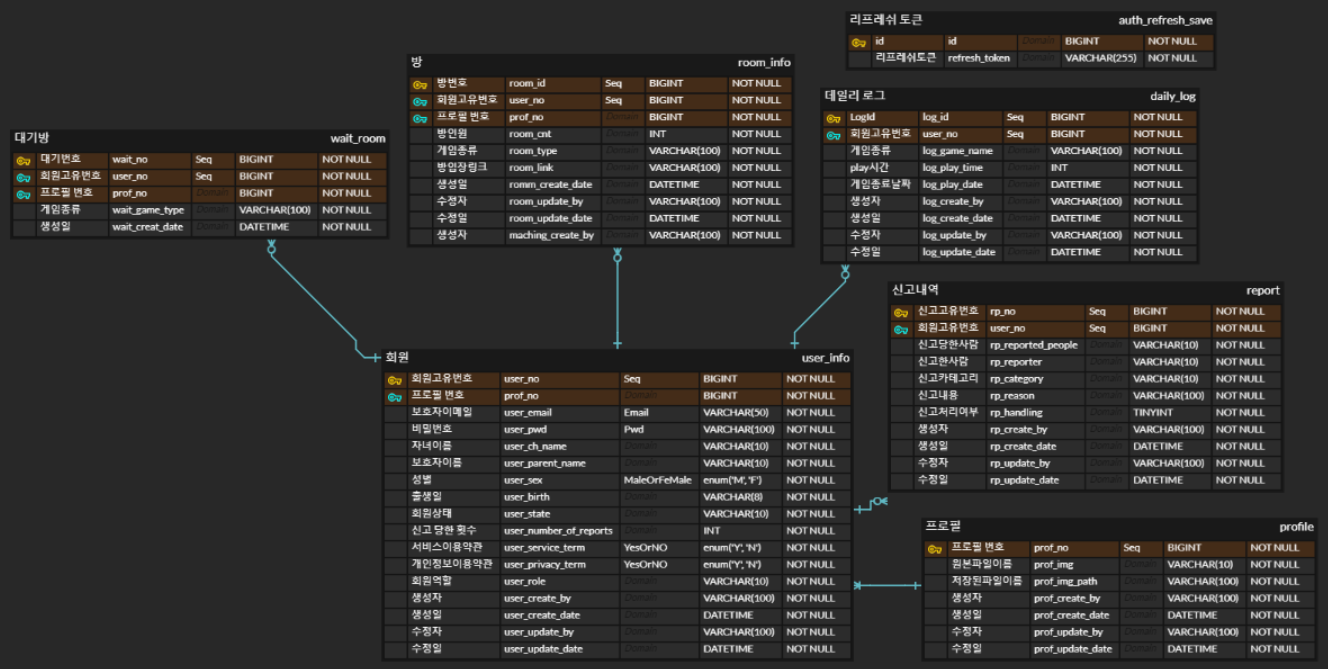 리프레쉬 토큰 auth_refresh_save
id id Domain BIGINT NOT NULL
리프레쉬토큰 refresh_token Domain VARCHAR(255) NOT NULL
방 room_info
방번호 room_id Seq BIGINT NOT NULL
회원고유번호 user_no Seq BIGINT NOT NULL
프로필 번호 prof_no Domain BIGINT NOT NULL
방인원 room_cnt Domain INT NOT NULL
게임종류 room_type Domain VARCHAR(100) NOT NULL
방입장링크 room_link Domain VARCHAR(100) NOT NULL
생성일 romm_create_date Domain DATETIME NOT NULL
수정자 room_update_by Domain VARCHAR(100) NOT NULL
수정일 room_update_date Domain DATETIME NOT NULL
생성자 maching_create_by Domain VARCHAR(100) NOT NULL
데일리 로그 daily_log
LogId log_id Seq BIGINT NOT NULL
회원고유번호 user_no Seq BIGINT NOT NULL
게임종류 log_game_name Domain VARCHAR(100) NOT NULL
play시간 log_play_time Domain INT NOT NULL
게임종료날짜 log_play_date Domain DATETIME NOT NULL
생성자 log_create_by Domain VARCHAR(100) NOT NULL
생성일 log_create_date Domain DATETIME NOT NULL
수정자 log_update_by Domain VARCHAR(100) NOT NULL
수정일 log_update_date Domain DATETIME NOT NULL
대기방 wait_room
대기번호 wait_no Seq BIGINT NOT NULL
회원고유번호 user_no Seq BIGINT NOT NULL
프로필 번호 prof_no Domain BIGINT NOT NULL
게임종류 wait_game_type Domain VARCHAR(100) NOT NULL
생성일 wait_creat_date Domain DATETIME NOT NULL
신고내역 report
신고고유번호 rp_no Seq BIGINT NOT NULL
회원고유번호 user_no Seq BIGINT NOT NULL
신고당한사람 rp_reported_people Domain VARCHAR(10) NOT NULL
신고한사람 rp_reporter Domain VARCHAR(10) NOT NULL
신고카테고리 rp_category Domain VARCHAR(10) NOT NULL
신고내용 rp_reason Domain VARCHAR(100) NOT NULL
신고처리여부 rp_handling Domain TINYINT NOT NULL
생성자 rp_create_by Domain VARCHAR(100) NOT NULL
생성일 rp_create_date Domain DATETIME NOT NULL
수정자 rp_update_by Domain VARCHAR(100) NOT NULL
수정일 rp_update_date Domain DATETIME NOT NULL
회원 user_info
회원고유번호 user_no Seq BIGINT NOT NULL
프로필 번호 prof_no Domain BIGINT NOT NULL
보호자이메일 user_email Email VARCHAR(50) NOT NULL
비밀번호 user_pwd Pwd VARCHAR(100) NOT NULL
자녀이름 user_ch_name Domain VARCHAR(10) NOT NULL
보호자이름 user_parent_name Domain VARCHAR(10) NOT NULL
성별 user_sex MaleOrFeMale enum('M', 'F') NOT NULL
출생일 user_birth Domain VARCHAR(8) NOT NULL
회원상태 user_state Domain VARCHAR(10) NOT NULL
신고 당한 횟수 user_number_of_reports Domain INT NOT NULL
서비스이용약관 user_service_term YesOrNO enum('Y', 'N') NOT NULL
개인정보이용약관 user_privacy_term YesOrNO enum('Y', 'N') NOT NULL
회원역할 user_role Domain VARCHAR(10) NOT NULL
생성자 user_create_by Domain VARCHAR(100) NOT NULL
생성일 user_create_date Domain DATETIME NOT NULL
수정자 user_update_by Domain VARCHAR(100) NOT NULL
수정일 user_update_date Domain DATETIME NOT NULL
프로필 profile
프로필 번호 prof_no Seq BIGINT NOT NULL
원본파일이름 prof_img Domain VARCHAR(10) NOT NULL
저장된파일이름 prof_img_path Domain VARCHAR(100) NOT NULL
생성자 prof_create_by Domain VARCHAR(100) NOT NULL
생성일 prof_create_date Domain DATETIME NOT NULL
수정자 prof_update_by Domain VARCHAR(100) NOT NULL
수정일 prof_update_date Domain DATETIME NOT NULL